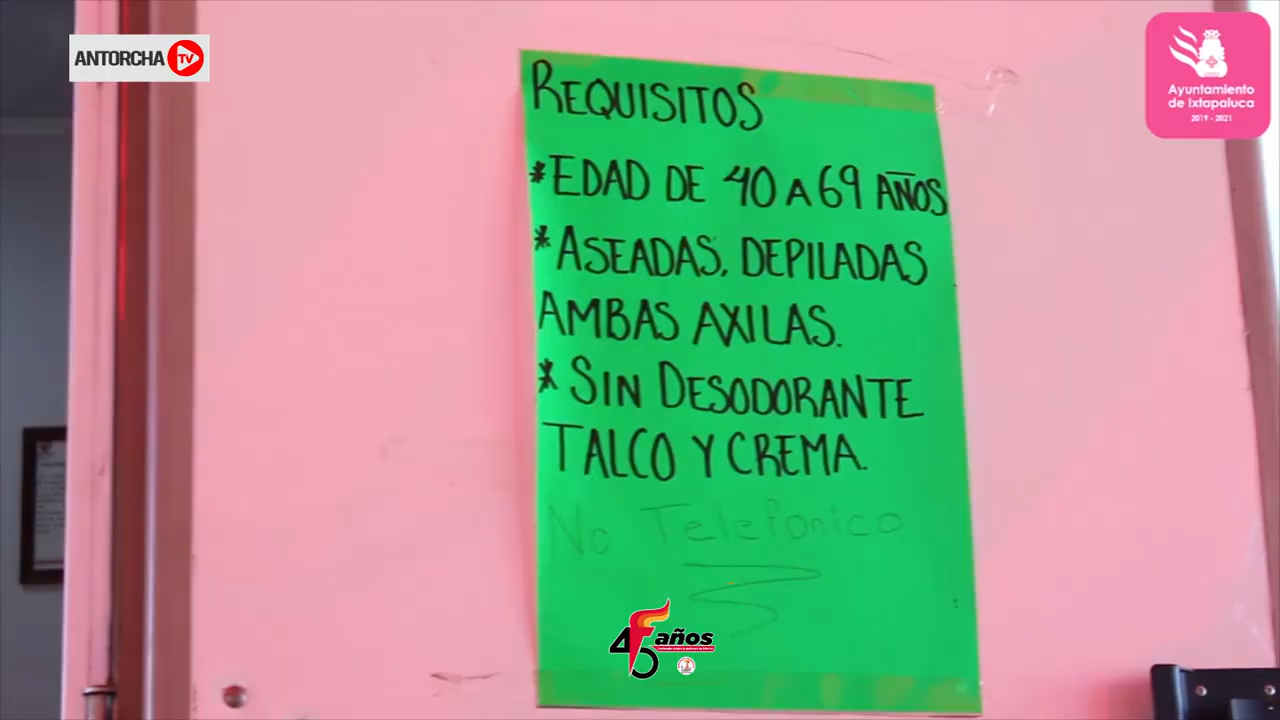 ANTORCHA TV
Ayuntamiento
de Ixtapaluca
2019 - 2021
REQUISITOS
*EDAD DE 40 A 69 AÑOS
*ASEADAS, DEPILADAS
AMBAS AXILAS.
* SIN DESODORANTE
TALCO Y CREMA.
No Telefonico
45 años